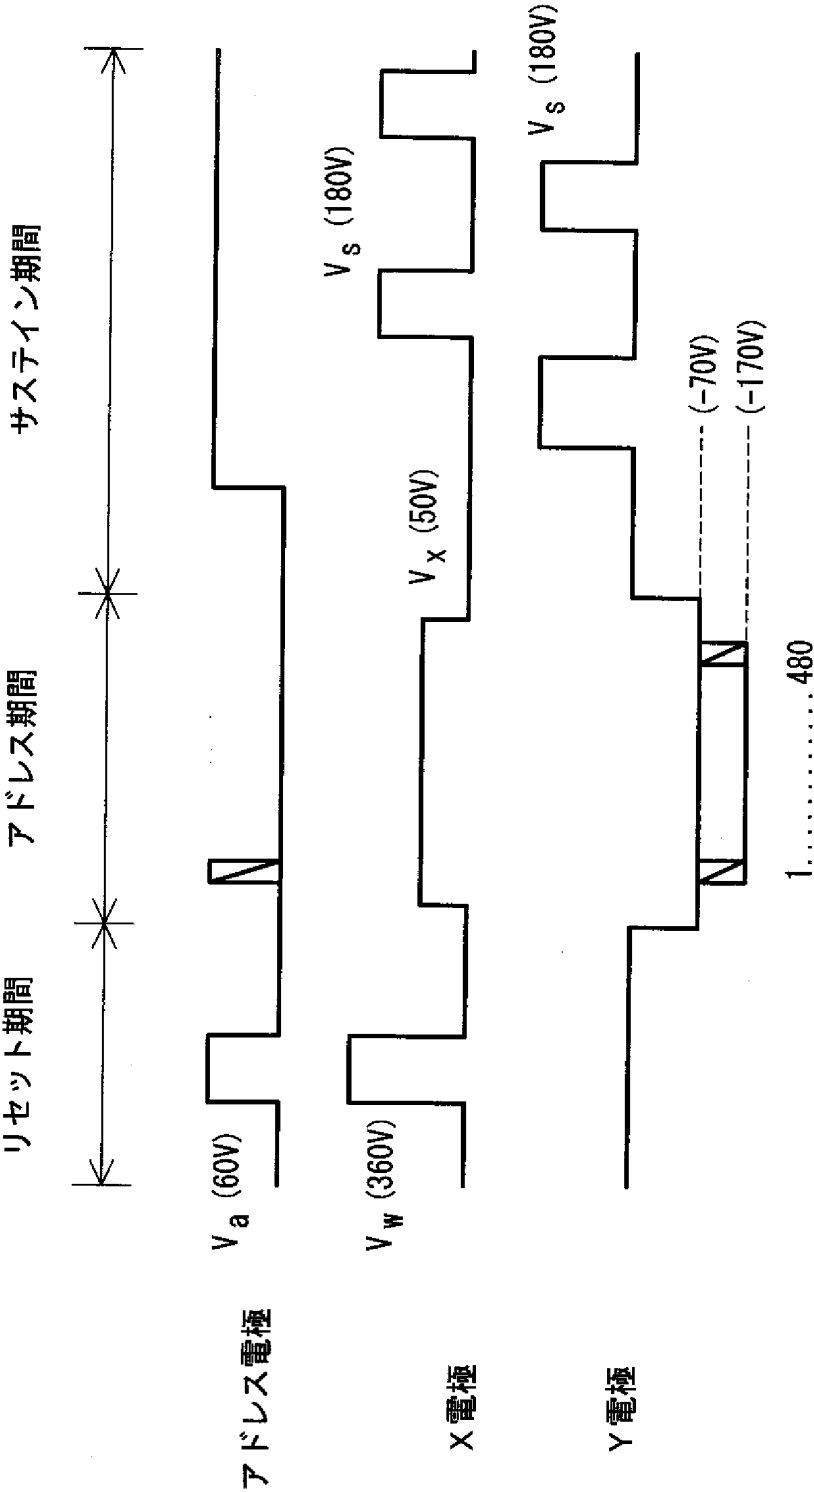 リセット期間
アドレス期間
サステイン期間
アドレス電極
Va (60V)
X電極
Vw (360V)
Vx (50V)
Vs (180V)
Y電極
Vs (180V)
(-70V)
(-170V)
1............480